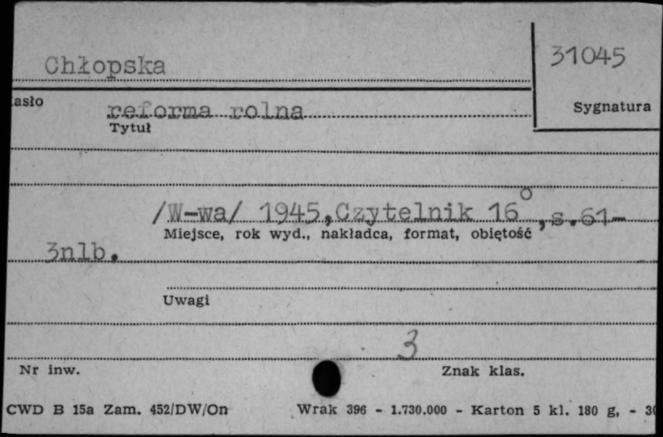 Chłopska
31045
asło
reforma rolna
Sygnatura
Tytuł
/W-wa/ 1945,Czytelnik 16°,s.61-
Miejsce, rok wyd., nakładca, format, objętość
3nlb.
Uwagi
3
Nr inw.
Znak klas.
CWD B 15a Zam. 452/DW/On
Wrak 396 - 1.730.000 - Karton 5 kl. 180 g, - 3